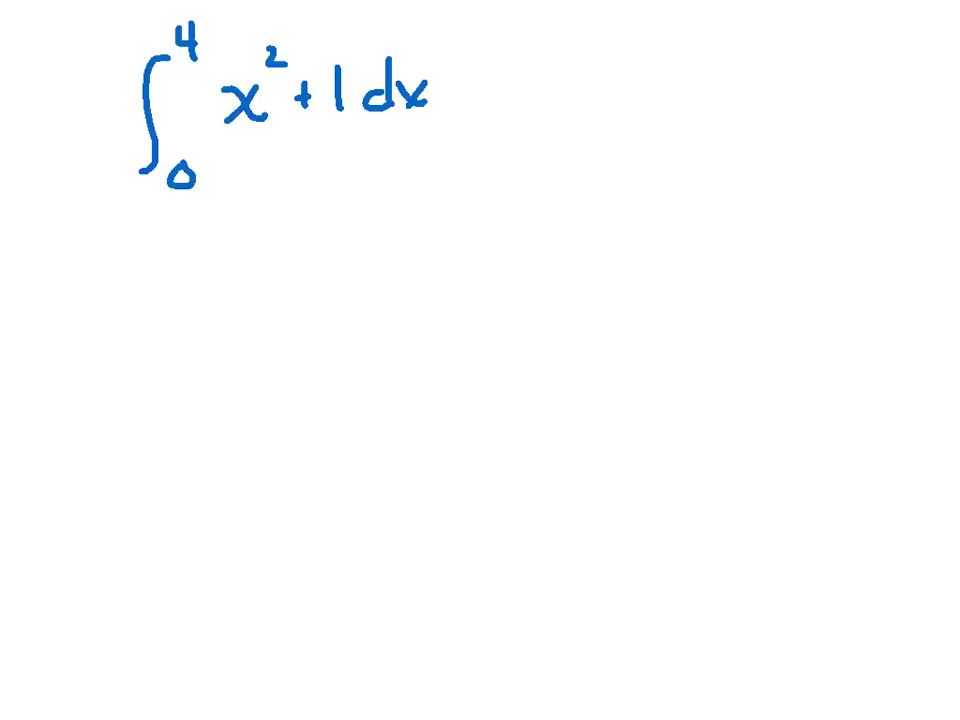 ∫₀⁴ x² + 1 dx